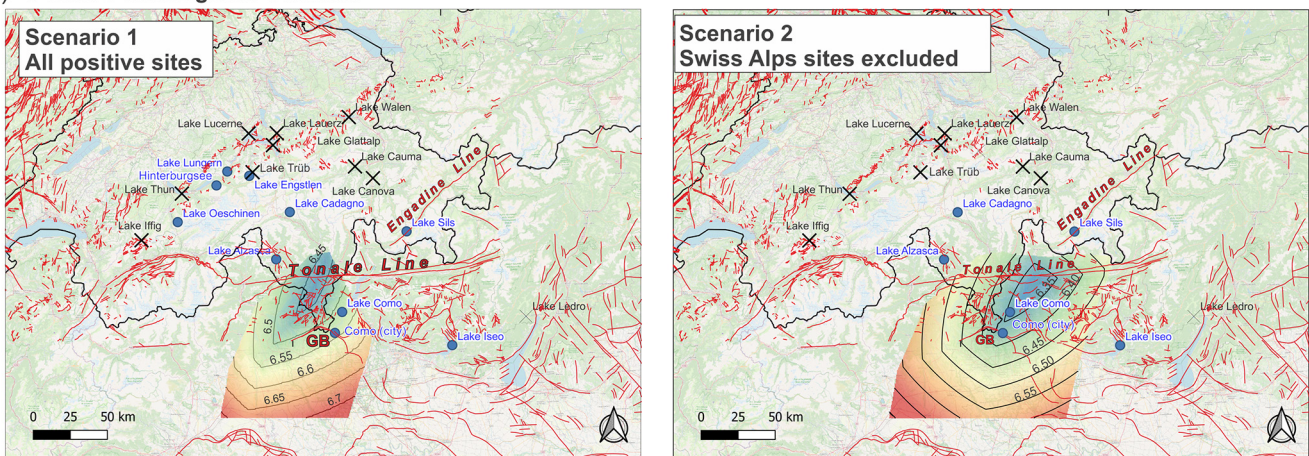 Scenario 1
All positive sites
Lake Walen
Lake Lucerne
Lake Lauerz
Lake Glattalp
Lake Lungern
Hinterburgsee
Lake Trüb
Lake Cauma
Lake Engstlen
Lake Thun
Lake Canova
Lake Oeschinen
Lake Cadagno
Engadine Line
Lake Iffig
Lake Sils
Lake Alzasca
6.45
Tonale Line
Lake Como
6.5
Como (city)
GB
Lake Ledro
Lake Iseo
6.55
6.6
6.65
6.7
0 25 50 km
Scenario 2
Swiss Alps sites excluded
Lake Walen
Lake Lucerne
Lake Lauerz
Lake Glattalp
Lake Trüb
Lake Cauma
Lake Thun
Lake Canova
Lake Cadagno
Engadine Line
Lake Iffig
Lake Sils
Lake Alzasca
Tonale Line
6.40
Lake Como
Como (city)
GB
Lake Ledro
Lake Iseo
6.45
6.50
6.55
0 25 50 km